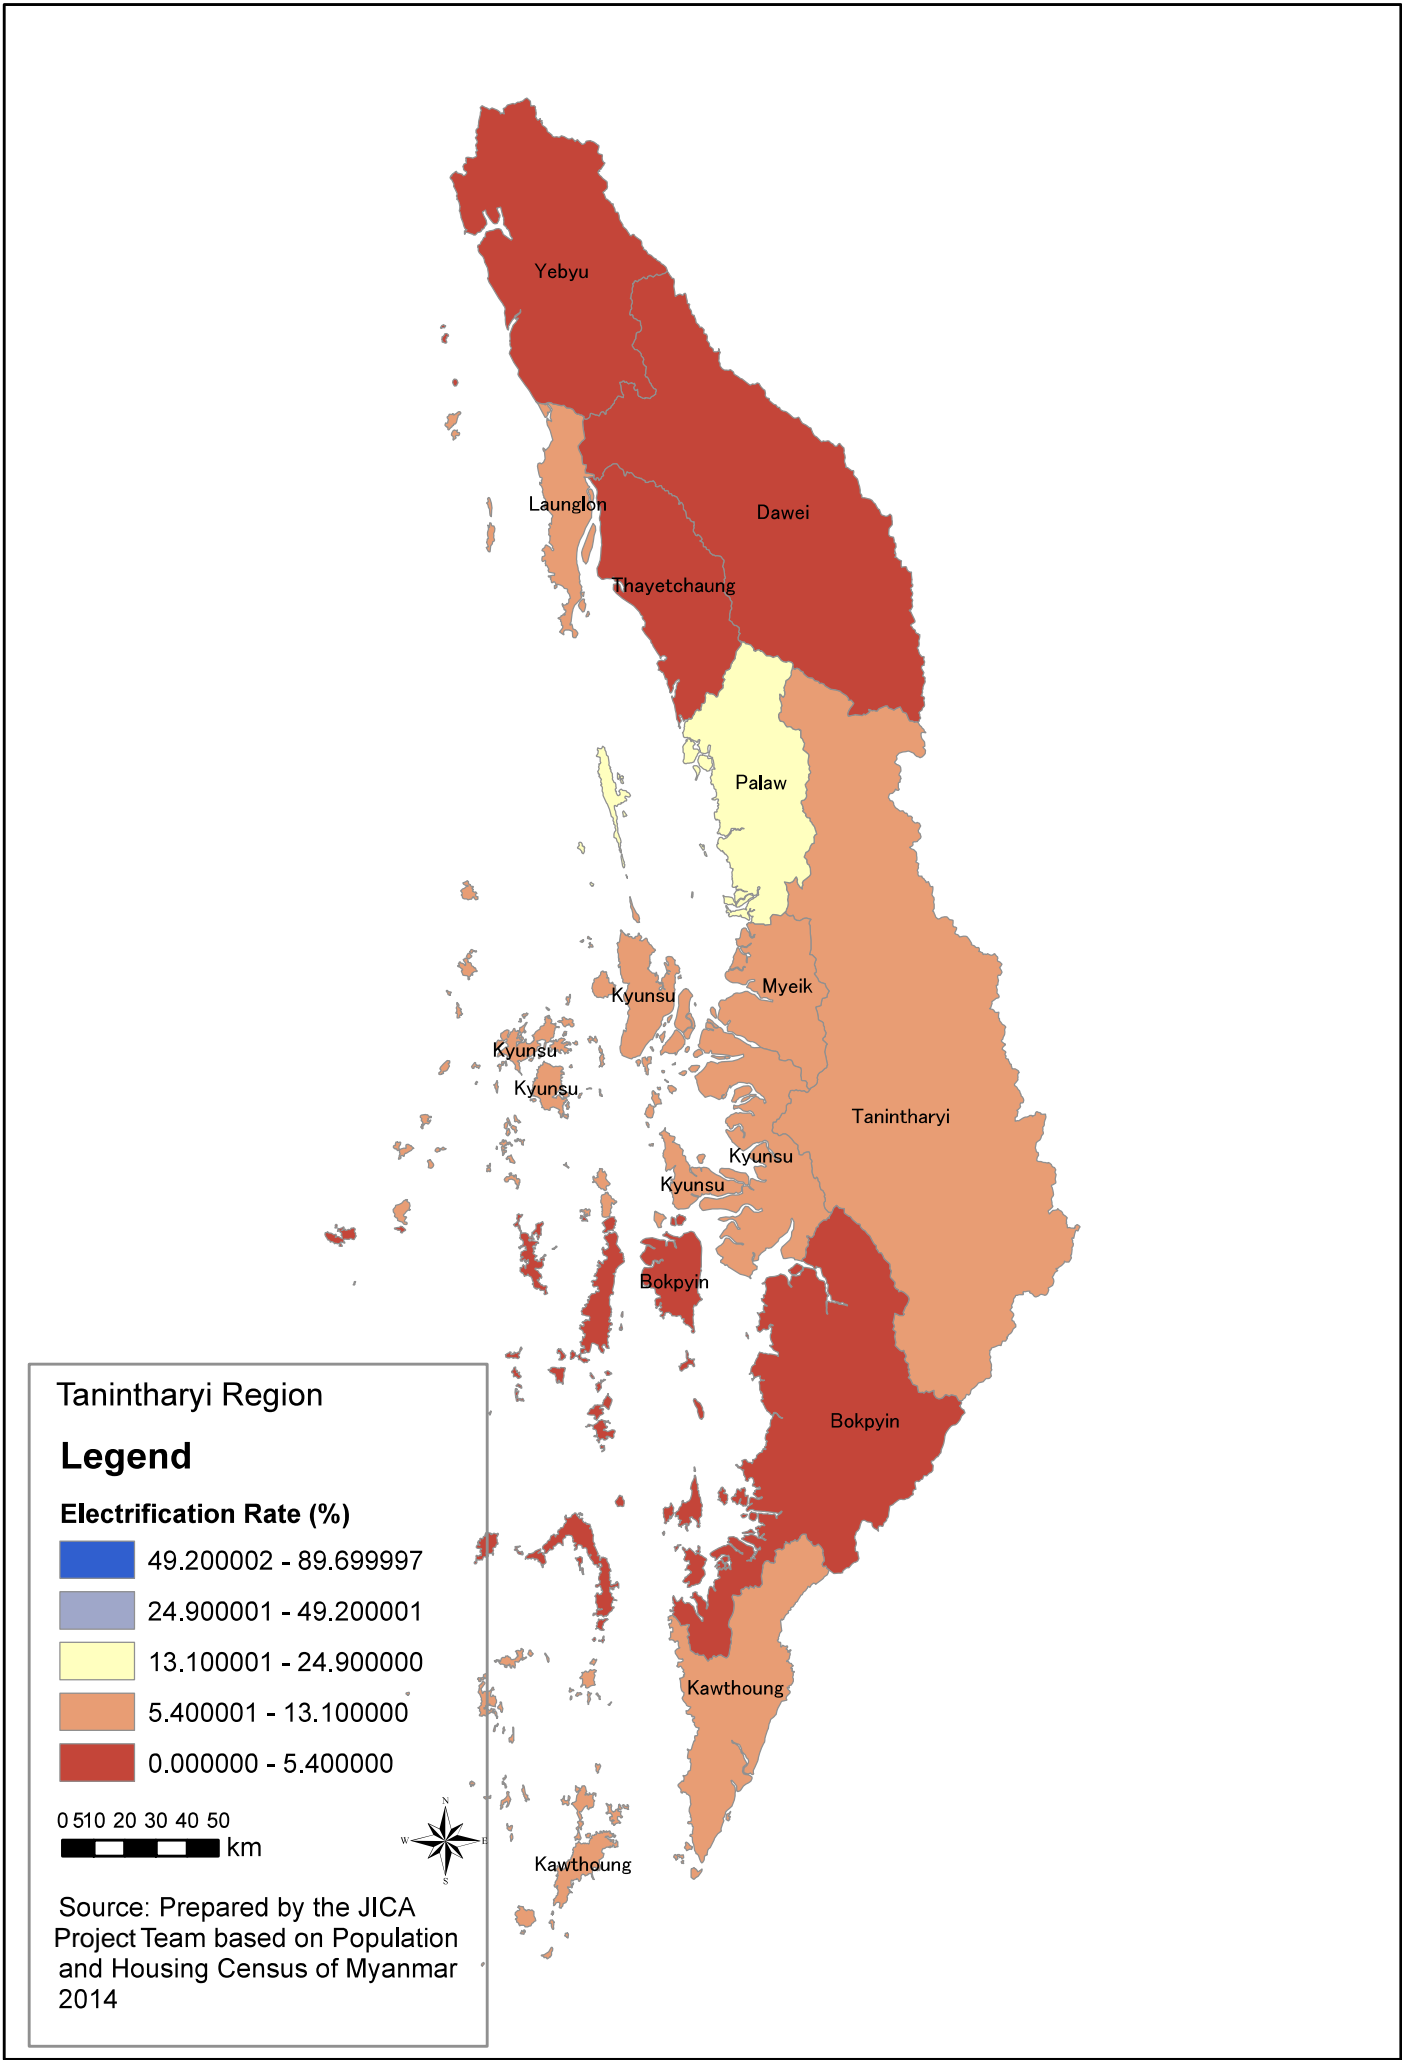 Yebyu
Launglon
Dawei
Thayetchaung
Palaw
Myeik
Kyunsu
Kyunsu
Kyunsu
Tanintharyi
Kyunsu
Kyunsu
Bokpyin
Bokpyin
Kawthoung
Kawthoung
Tanintharyi Region
Legend
Electrification Rate (%)
49.200002 - 89.699997
24.900001 - 49.200001
13.100001 - 24.900000
5.400001 - 13.100000
0.000000 - 5.400000
0 510 20 30 40 50
km
N
W E
S
Source: Prepared by the JICA
Project Team based on Population
and Housing Census of Myanmar
2014